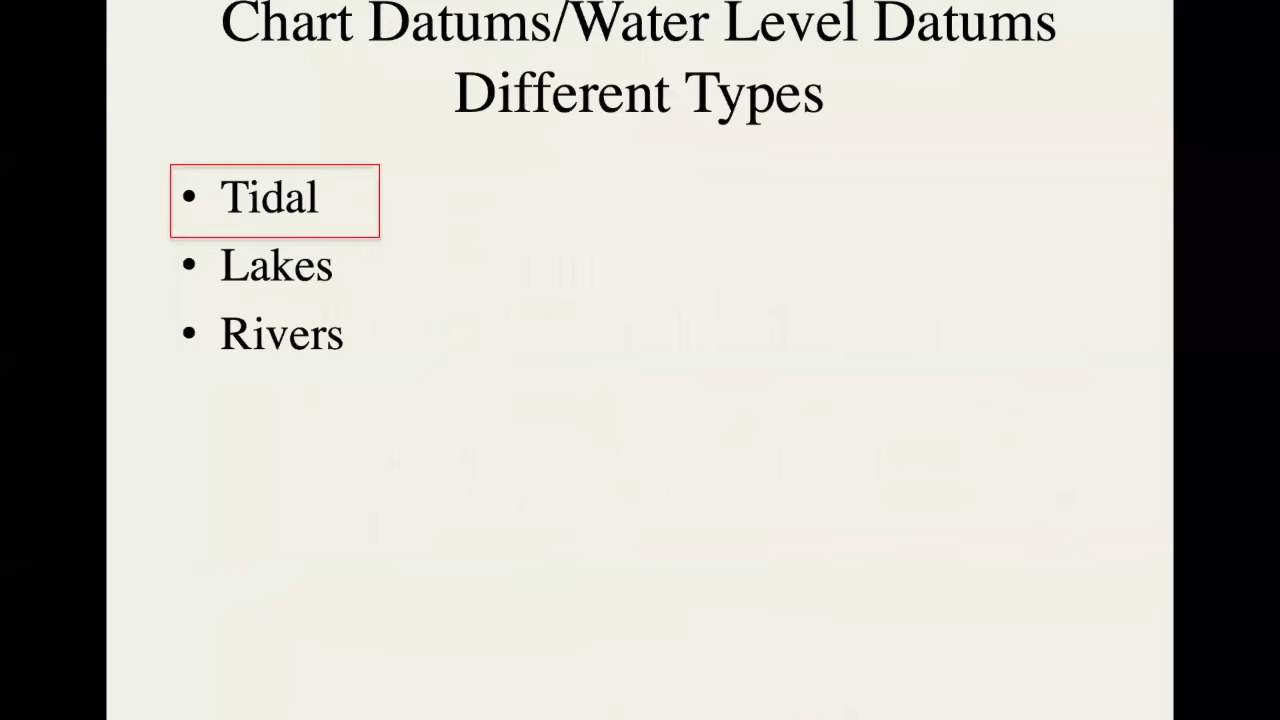 Chart Datums/Water Level Datums
Different Types
• Tidal
• Lakes
• Rivers